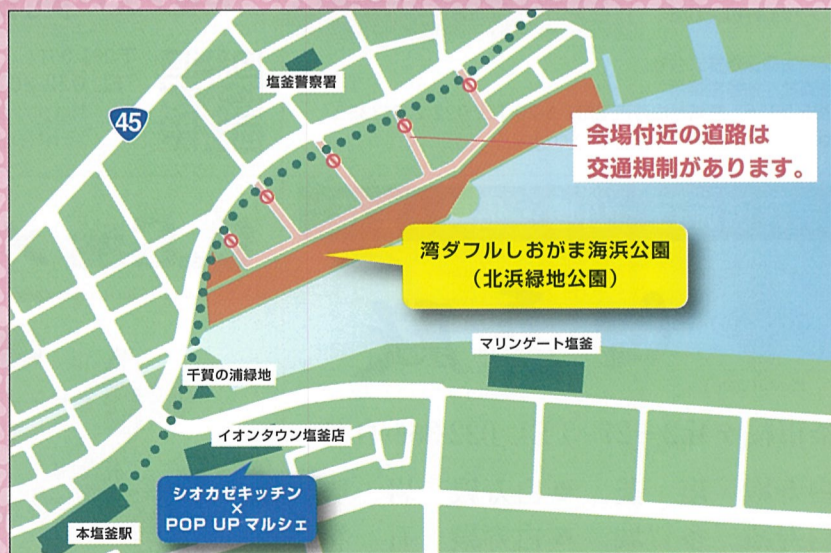 塩釜警察署
45
会場付近の道路は
交通規制があります。
湾ダフルしおがま海浜公園
（北浜緑地公園）
マリンゲート塩釜
千賀の浦緑地
イオンタウン塩釜店
シオカゼキッチン
×
POP UP マルシェ
本塩釜駅